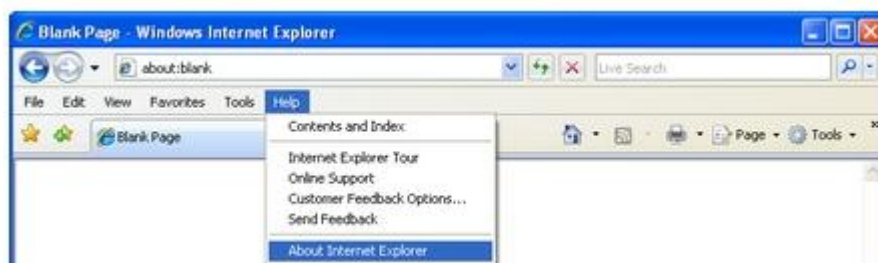 Blank Page - Windows Internet Explorer
about:blank
Live Search
File Edit View Favorites Tools Help
Blank Page
Page Tools
Contents and Index
Internet Explorer Tour
Online Support
Customer Feedback Options...
Send Feedback
About Internet Explorer